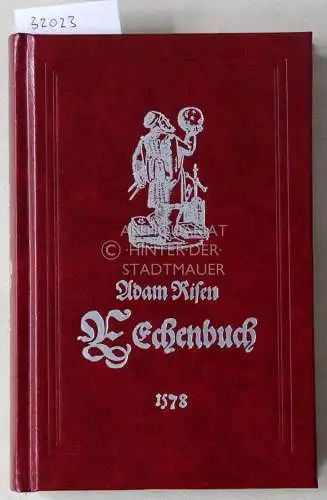 32023
ANTIQUARIAT
HINTER DER
STADTMAUER
Adam Risen
REchenbuch
1578